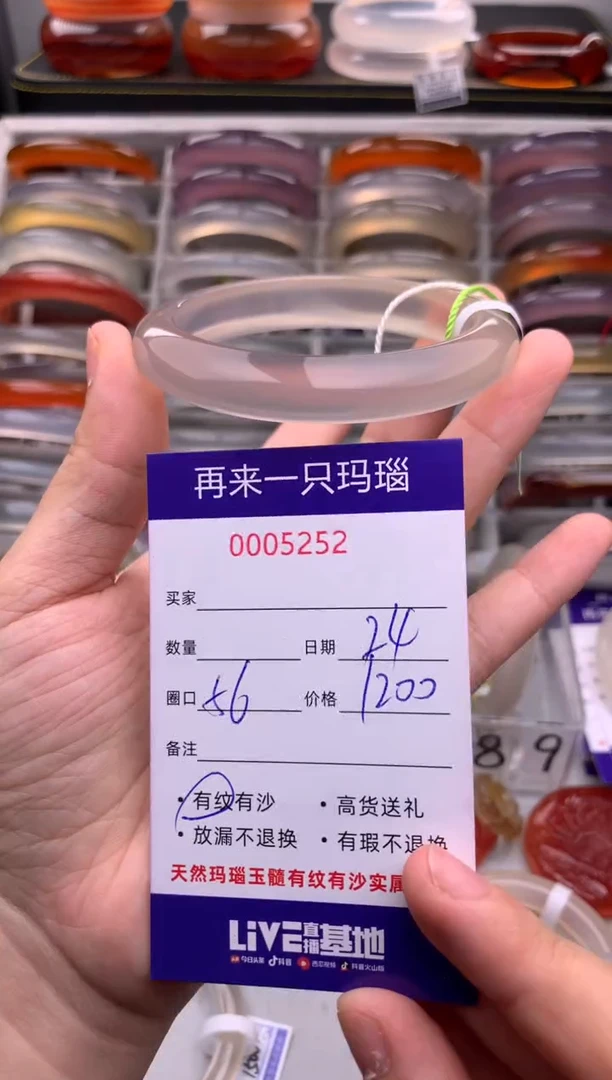 再来一只玛瑙
0005252
买家
数量 日期 24
圈口 56 价格 1200
备注
• 有纹有沙 • 高货送礼
• 放漏不退换 • 有瑕不退换
天然玛瑙玉髓有纹有沙实属
LiVE直播基地
今日头条 抖音 西瓜视频 抖音火山版
8 9